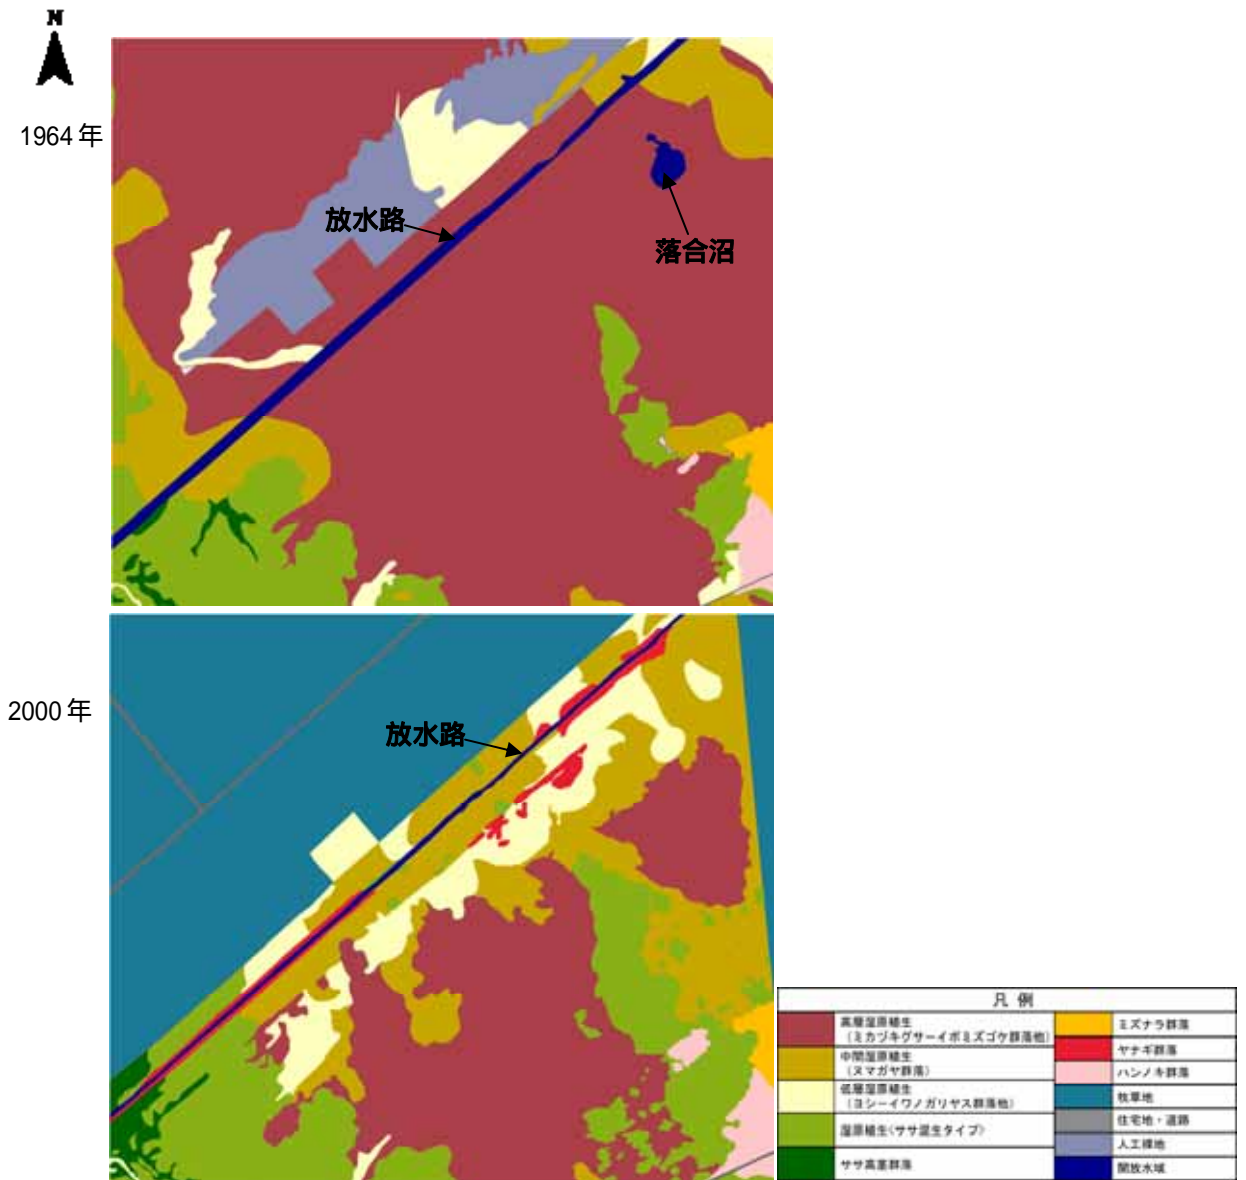 N
1964年
放水路
落合沼
2000年
放水路
凡 例
高層湿原植生
(ミカヅキグサーイボミズゴケ群落他)
中間湿原植生
(ヌマガヤ群落)
低層湿原植生
(ヨシーイワノガリヤス群落他)
湿原植生(ササ混生タイプ)
ササ高茎群落
ミズナラ群落
ヤナギ群落
ハンノキ群落
牧草地
住宅地・道路
人工裸地
開放水域